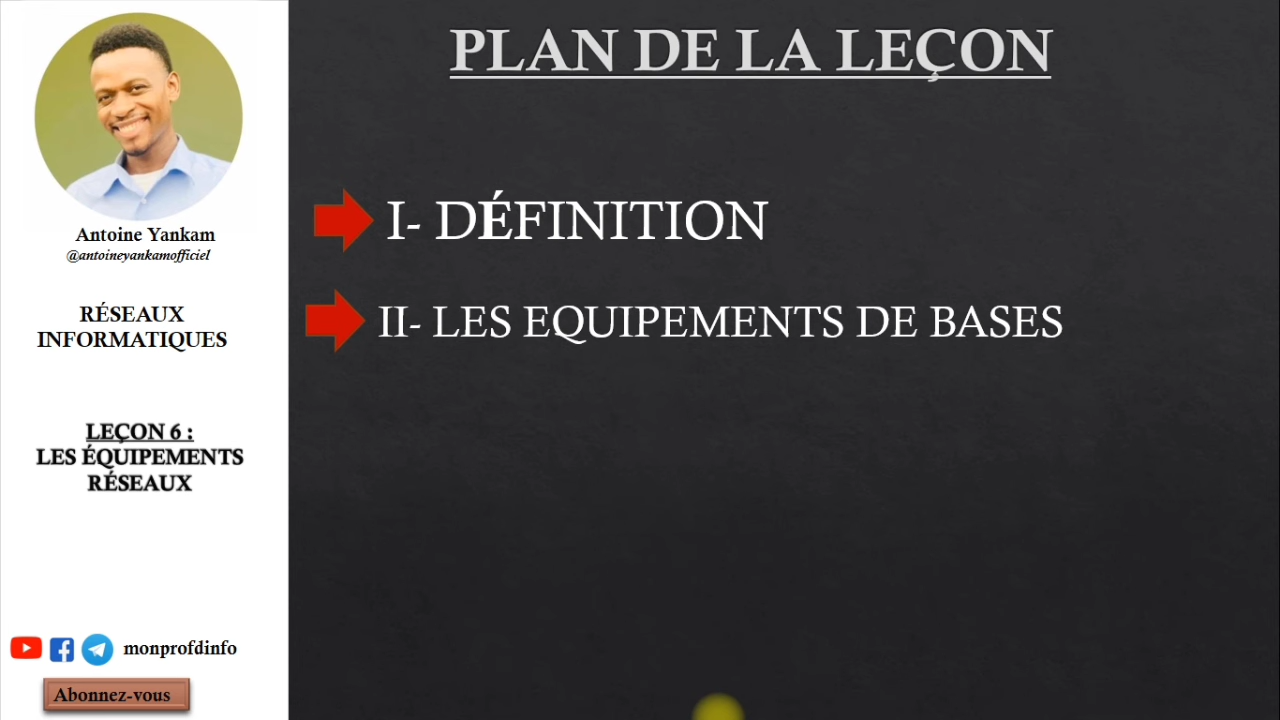 Antoine Yankam
@antoineyankamofficiel
RÉSEAUX
INFORMATIQUES
LEÇON 6 :
LES ÉQUIPEMENTS
RÉSEAUX
monprofdinfo
Abonnez-vous
PLAN DE LA LEÇON
I- DÉFINITION
II- LES EQUIPEMENTS DE BASES